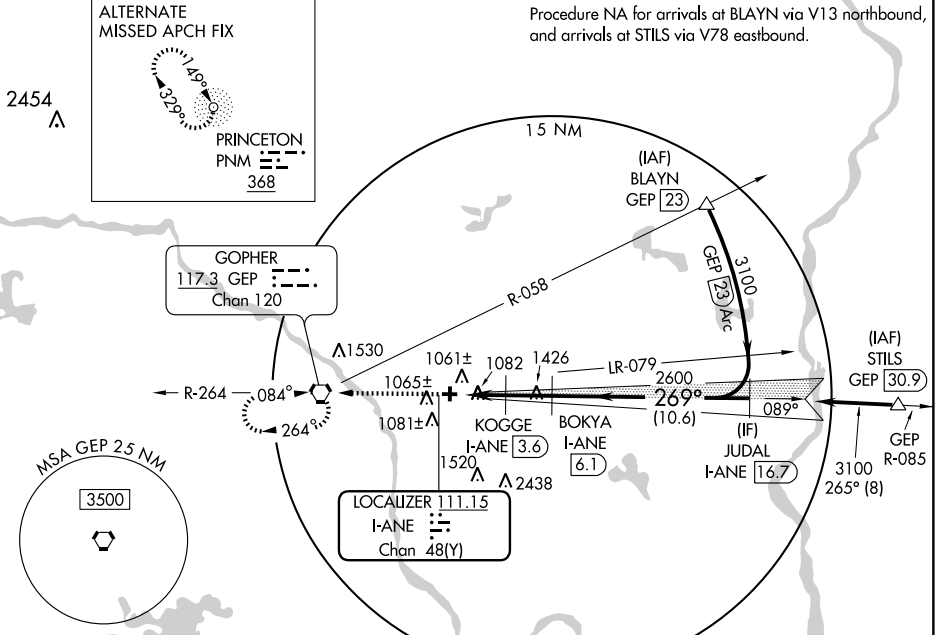 ALTERNATE
MISSED APCH FIX
149°
329°
PRINCETON
PNM
368
Procedure NA for arrivals at BLAYN via V13 northbound,
and arrivals at STILS via V78 eastbound.
2454
15 NM
(IAF)
BLAYN
GEP 23
GOPHER
117.3 GEP
Chan 120
R-058
3100
GEP 23 Arc
(IAF)
STILS
GEP 30.9
1530
1061±
1082
1426
LR-079
2600
R-264
084°
1065±
269°
(10.6)
089°
264°
1081±
KOGGE
I-ANE 3.6
BOKYA
I-ANE
6.1
(IF)
JUDAL
I-ANE 16.7
GEP
R-085
3100
265° (8)
MSA GEP 25 NM
3500
1520
2438
LOCALIZER 111.15
I-ANE
Chan 48(Y)